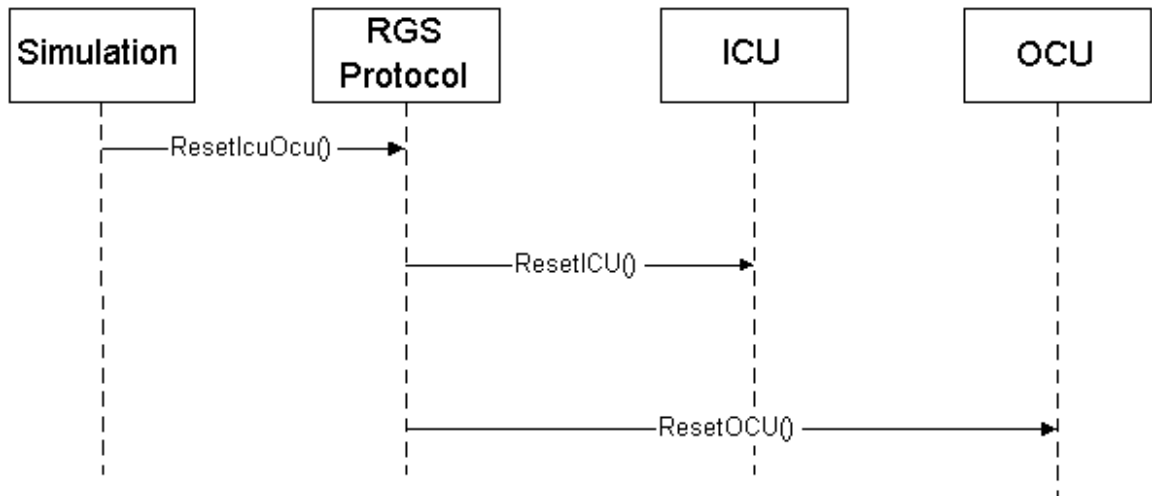 Simulation
RGS
Protocol
ICU
OCU
ResetIcuOcu()
ResetICU()
ResetOCU()